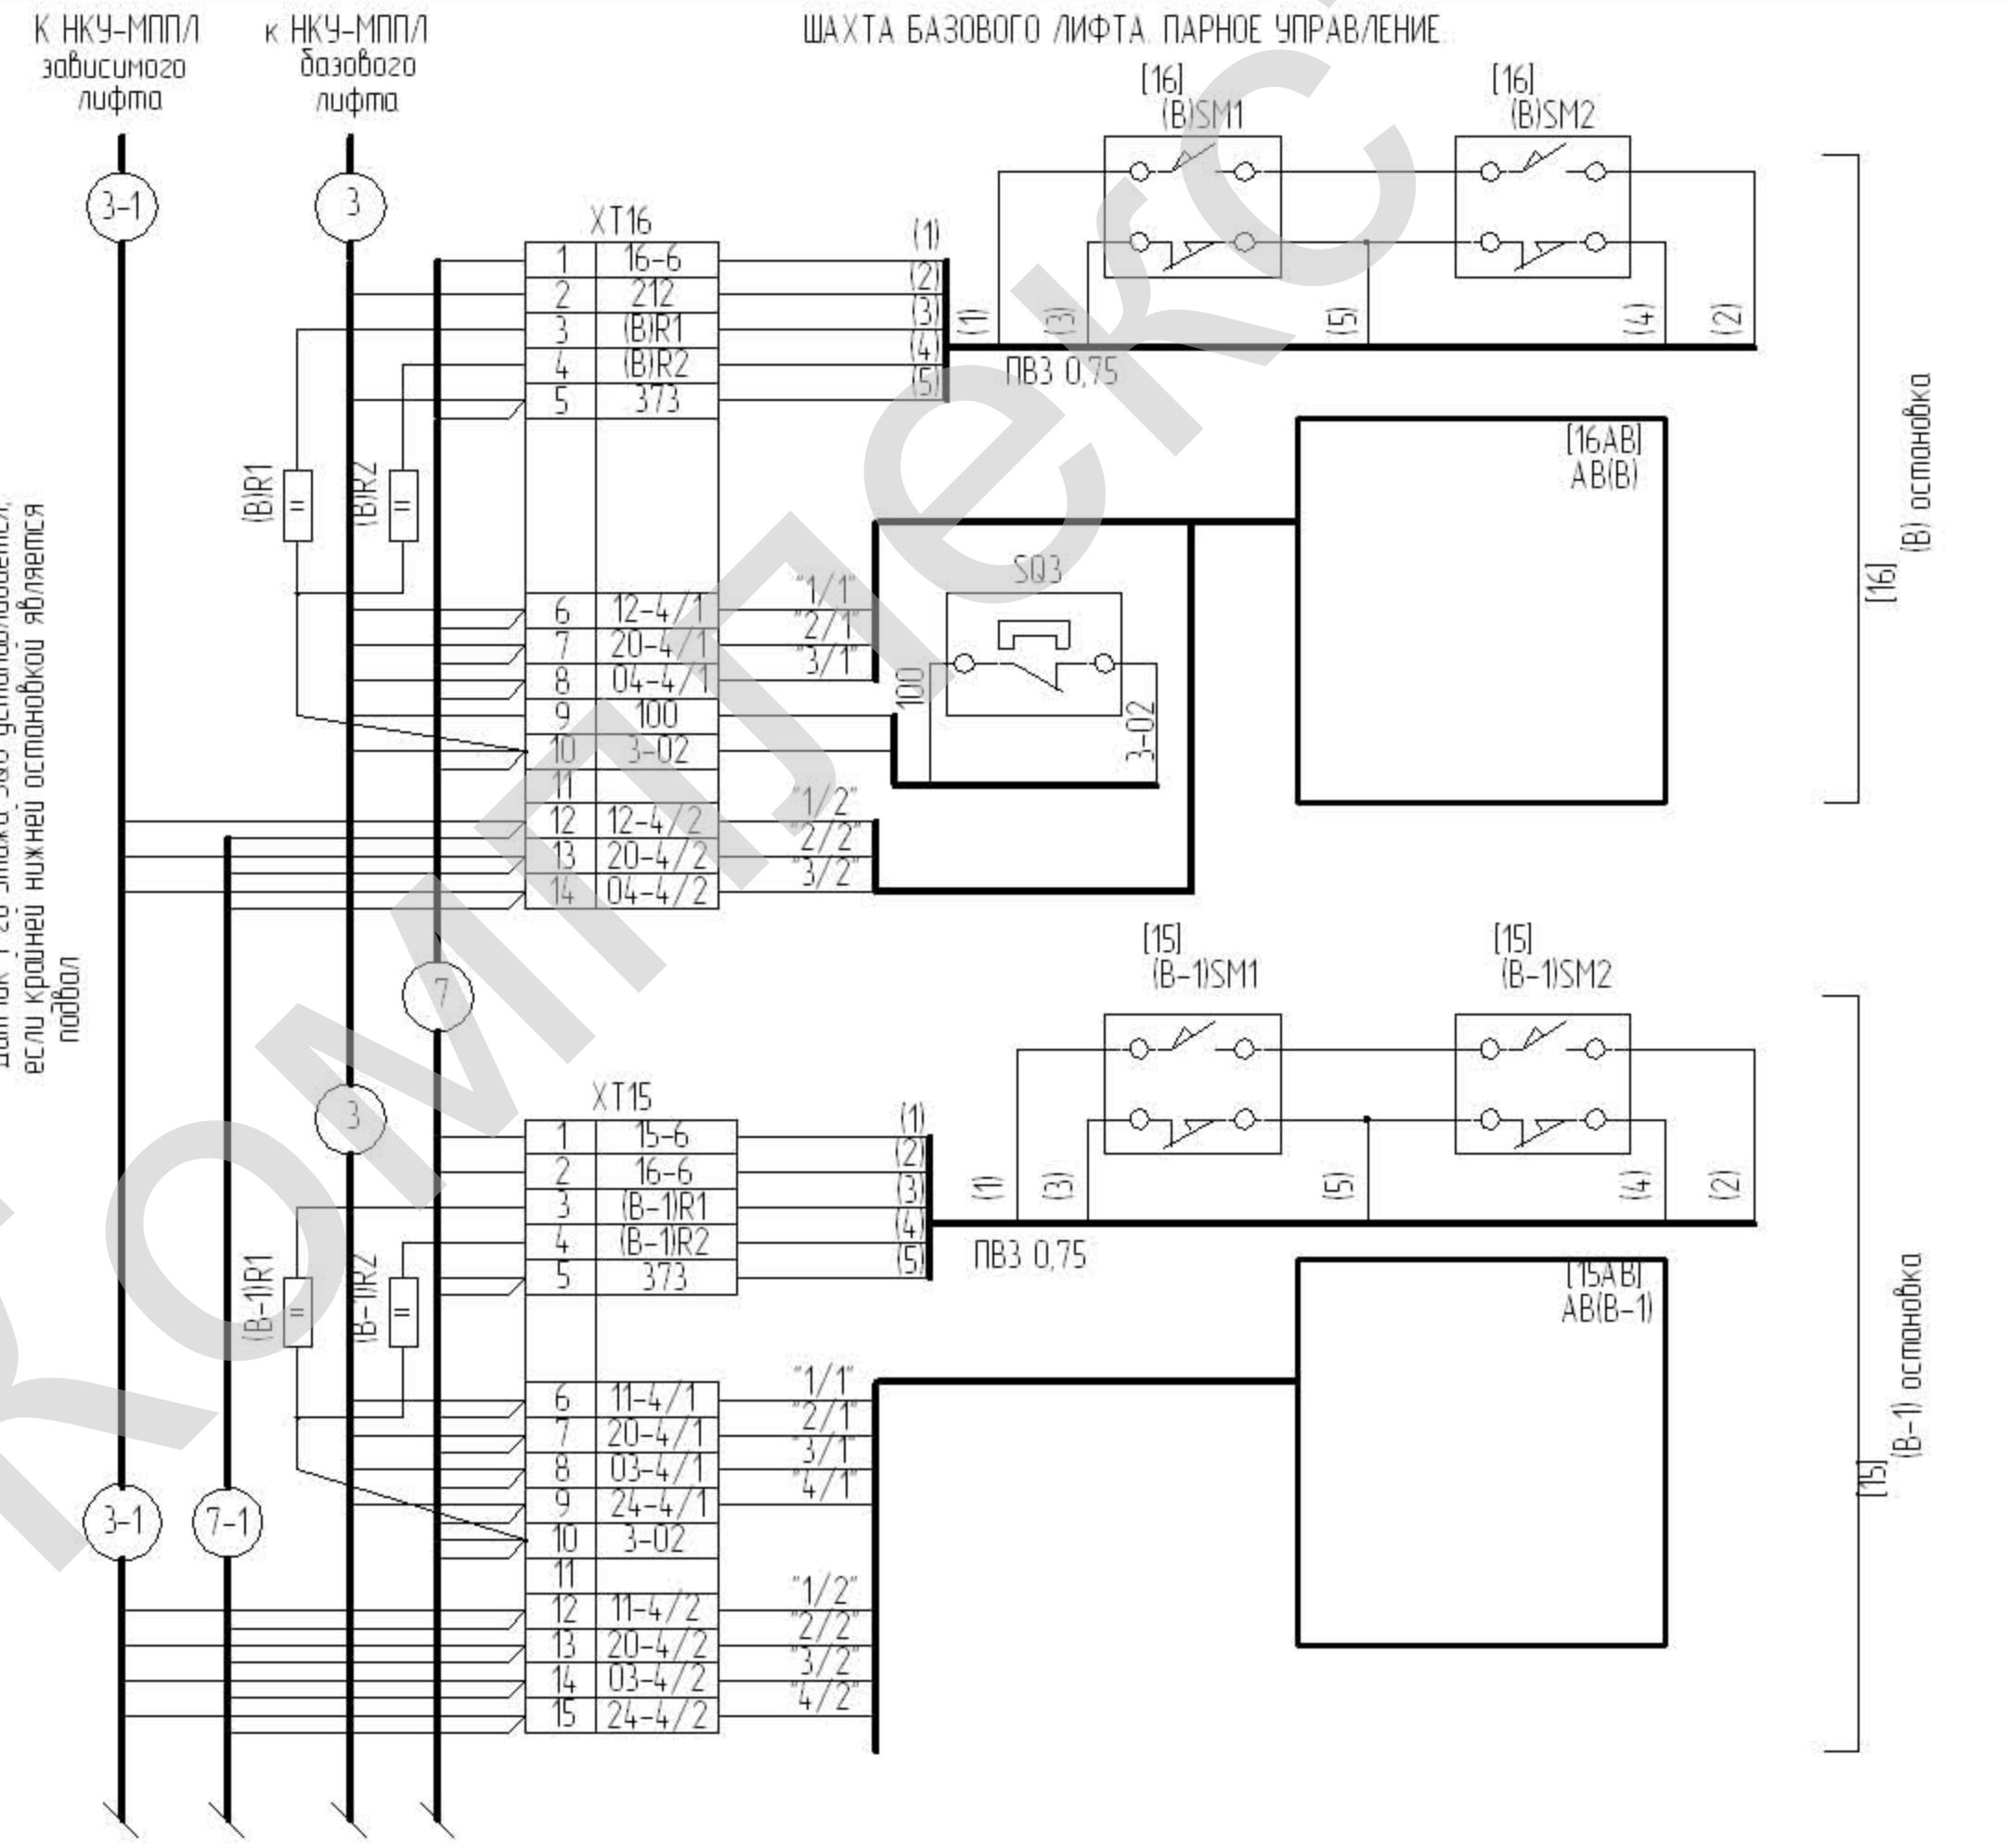 К НКУ-МППЛ
зависимого
лифта
к НКУ-МППЛ
базового
лифта
ШАХТА БАЗОВОГО ЛИФТА. ПАРНОЕ УПРАВЛЕНИЕ.
3-1
3
[16]
(В)SM1
[16]
(В)SM2
(1)
(3)
(5)
(4)
(2)
ПВ3 0,75
XT16
1 16-6 (1)
2 212 (2)
3 (В)R1 (3)
4 (В)R2 (4)
5 373 (5)
(В)R1
(В)R2
6 12-4/1 "1/1"
7 20-4/1 "2/1"
8 04-4/1 "3/1"
9 100
10 3-02
11
12 12-4/2 "1/2"
13 20-4/2 "2/2"
14 04-4/2 "3/2"
SQ3
100
3-02
[16АВ]
АВ(В)
[16]
(В) остановка
если крайней нижней остановкой является
подвал
7
3
[15]
(В-1)SM1
[15]
(В-1)SM2
(1)
(3)
(5)
(4)
(2)
ПВ3 0,75
XT15
1 15-6 (1)
2 16-6 (2)
3 (В-1)R1 (3)
4 (В-1)R2 (4)
5 373 (5)
(В-1)R1
(В-1)R2
6 11-4/1 "1/1"
7 20-4/1 "2/1"
8 03-4/1 "3/1"
9 24-4/1 "4/1"
10 3-02
11
12 11-4/2 "1/2"
13 20-4/2 "2/2"
14 03-4/2 "3/2"
15 24-4/2 "4/2"
[15АВ]
АВ(В-1)
[15]
(В-1) остановка
3-1
7-1
комплекс